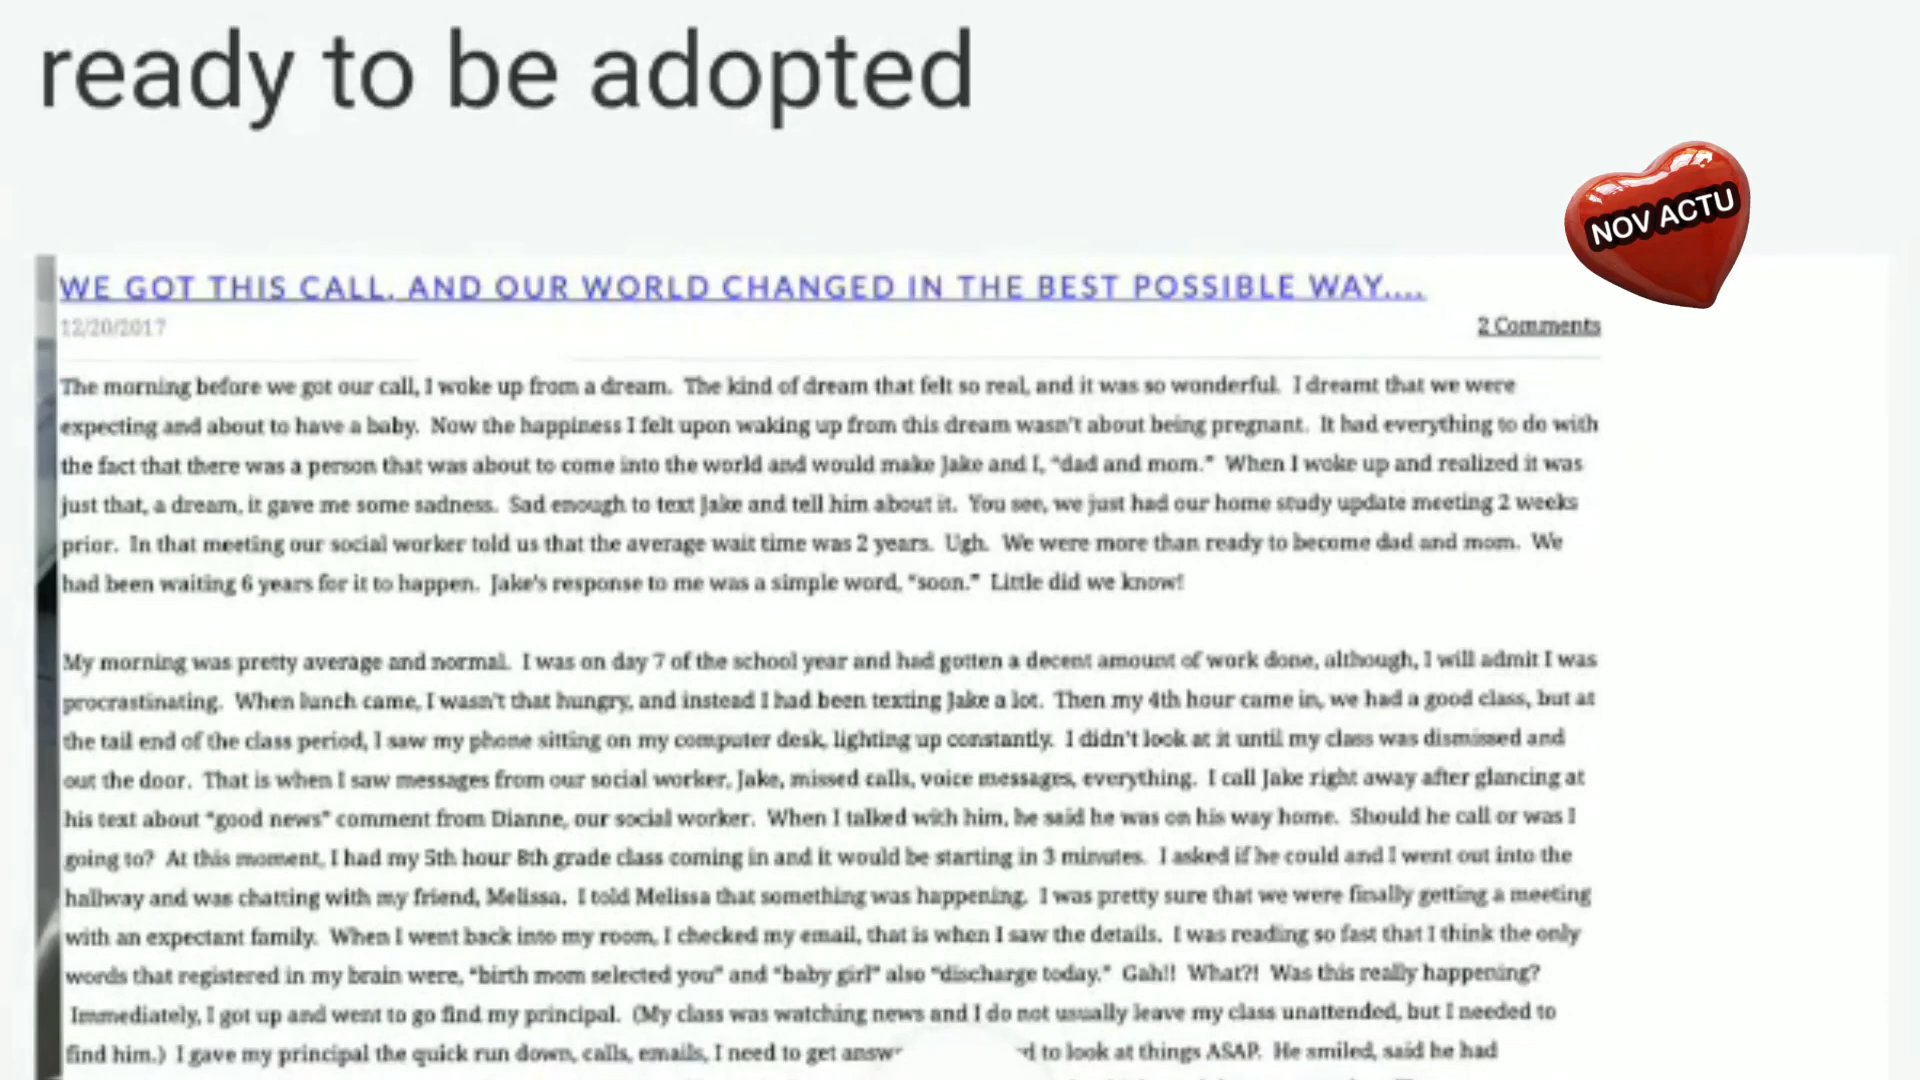 ready to be adopted
NOV ACTU
WE GOT THIS CALL, AND OUR WORLD CHANGED IN THE BEST POSSIBLE WAY....
12/20/2017
2 Comments
The morning before we got our call, I woke up from a dream. The kind of dream that felt so real, and it was so wonderful. I dreamt that we were
expecting and about to have a baby. Now the happiness I felt upon waking up from this dream wasn't about being pregnant. It had everything to do with
the fact that there was a person that was about to come into the world and would make Jake and I, "dad and mom." When I woke up and realized it was
just that, a dream, it gave me some sadness. Sad enough to text Jake and tell him about it. You see, we just had our home study update meeting 2 weeks
prior. In that meeting our social worker told us that the average wait time was 2 years. Ugh. We were more than ready to become dad and mom. We
had been waiting 6 years for it to happen. Jake's response to me was a simple word, "soon." Little did we know!
My morning was pretty average and normal. I was on day 7 of the school year and had gotten a decent amount of work done, although, I will admit I was
procrastinating. When lunch came, I wasn't that hungry, and instead I had been texting Jake a lot. Then my 4th hour came in, we had a good class, but at
the tail end of the class period, I saw my phone sitting on my computer desk, lighting up constantly. I didn't look at it until my class was dismissed and
out the door. That is when I saw messages from our social worker, Jake, missed calls, voice messages, everything. I call Jake right away after glancing at
his text about "good news" comment from Dianne, our social worker. When I talked with him, he said he was on his way home. Should he call or was I
going to? At this moment, I had my 5th hour 8th grade class coming in and it would be starting in 3 minutes. I asked if he could and I went out into the
hallway and was chatting with my friend, Melissa. I told Melissa that something was happening. I was pretty sure that we were finally getting a meeting
with an expectant family. When I went back into my room, I checked my email, that is when I saw the details. I was reading so fast that I think the only
words that registered in my brain were, "birth mom selected you" and "baby girl" also "discharge today." Gah!! What?! Was this really happening?
Immediately, I got up and went to go find my principal. (My class was watching news and I do not usually leave my class unattended, but I needed to
find him.) I gave my principal the quick run down, calls, emails, I need to get to look at things ASAP. He smiled, said he had